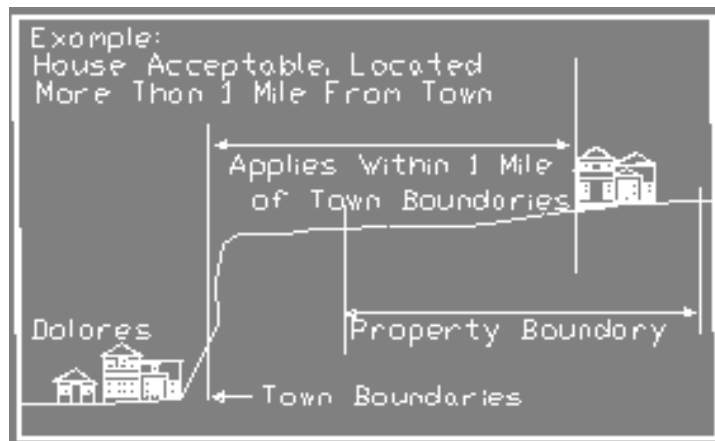 Example:
House Acceptable, Located
More Than 1 Mile From Town
Applies Within 1 Mile
of Town Boundaries
Dolores
Property Boundary
Town Boundaries